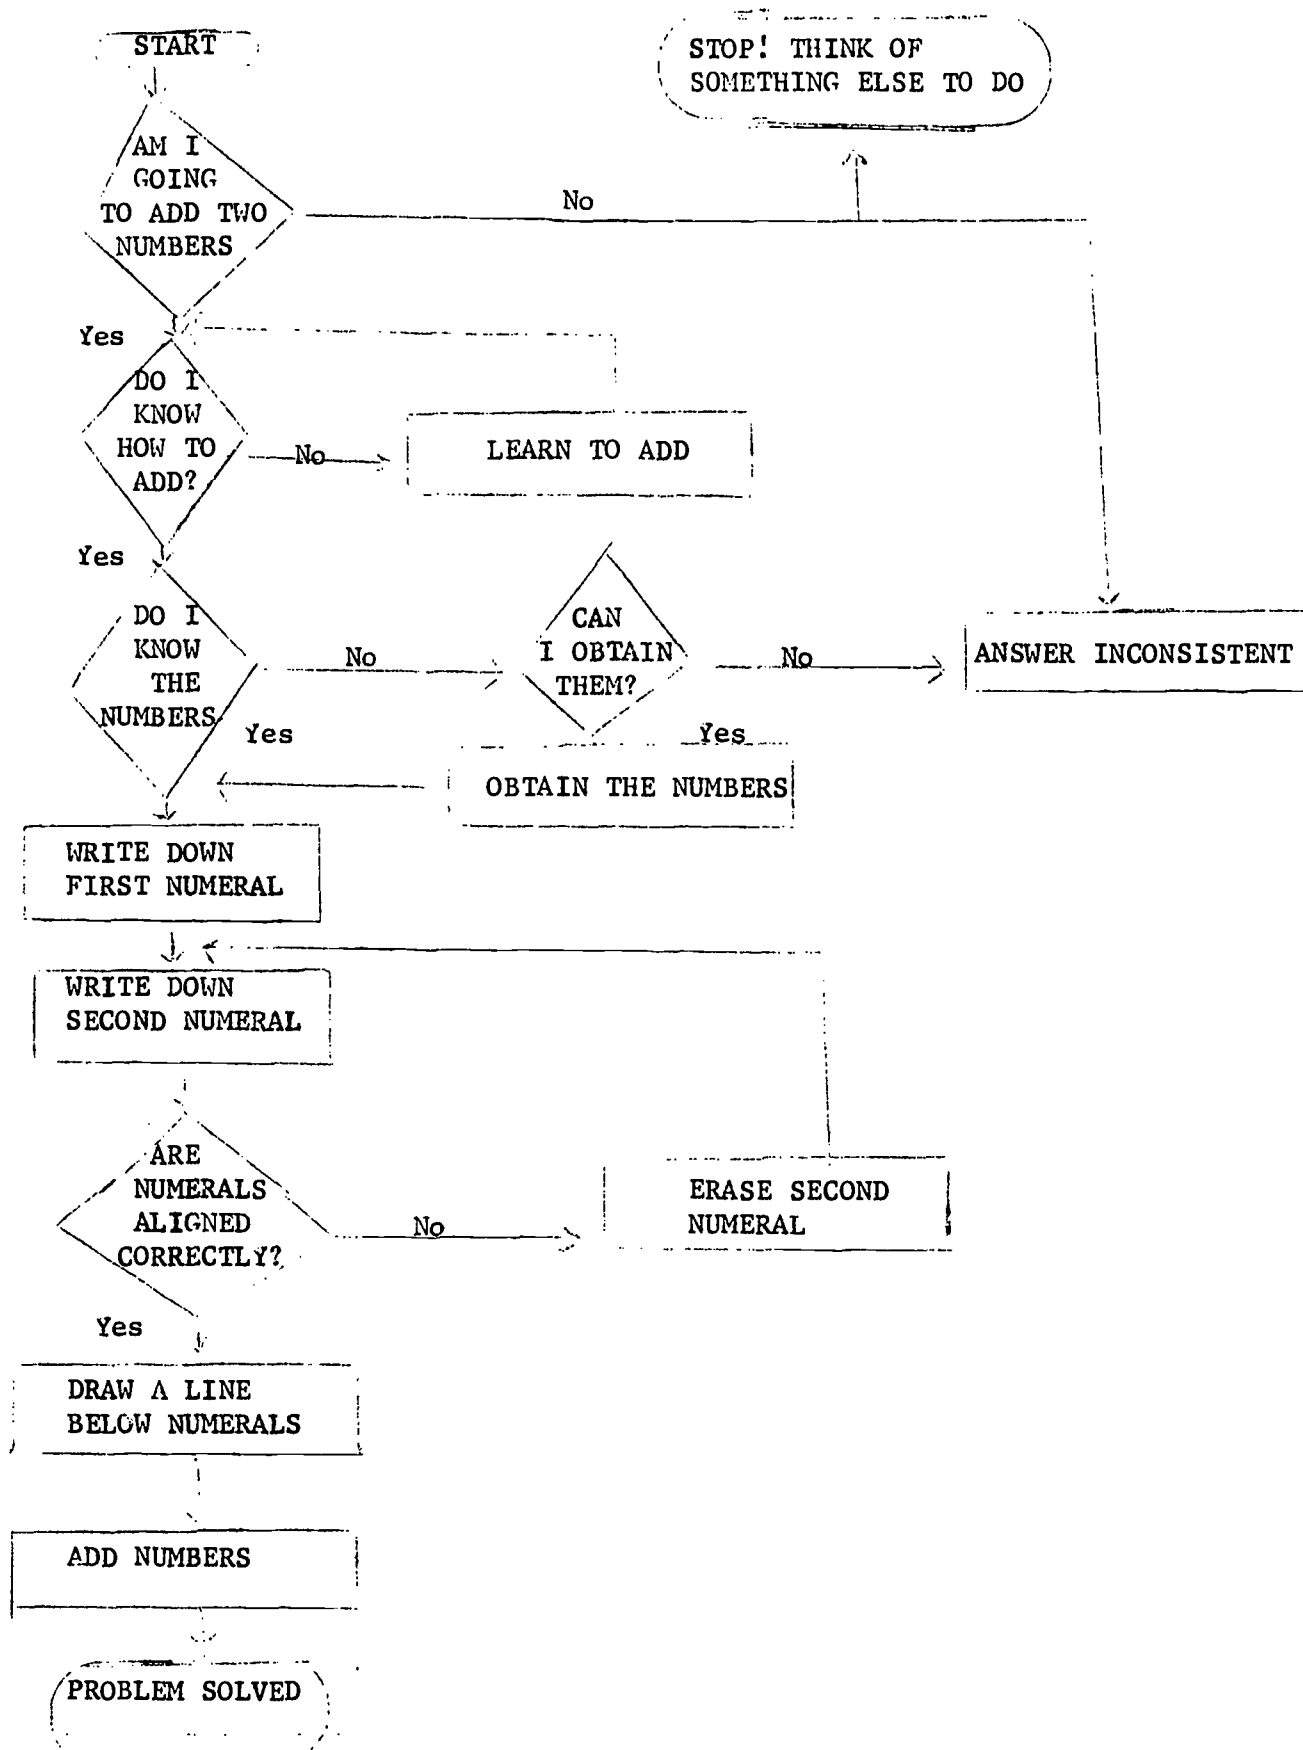 START
STOP! THINK OF
SOMETHING ELSE TO DO
AM I
GOING
TO ADD TWO
NUMBERS
No
Yes
DO I
KNOW
HOW TO
ADD?
No
LEARN TO ADD
Yes
DO I
KNOW
THE
NUMBERS
No
CAN
I OBTAIN
THEM?
No
ANSWER INCONSISTENT
Yes
Yes
OBTAIN THE NUMBERS
WRITE DOWN
FIRST NUMERAL
WRITE DOWN
SECOND NUMERAL
ARE
NUMERALS
ALIGNED
CORRECTLY?
No
ERASE SECOND
NUMERAL
Yes
DRAW A LINE
BELOW NUMERALS
ADD NUMBERS
PROBLEM SOLVED